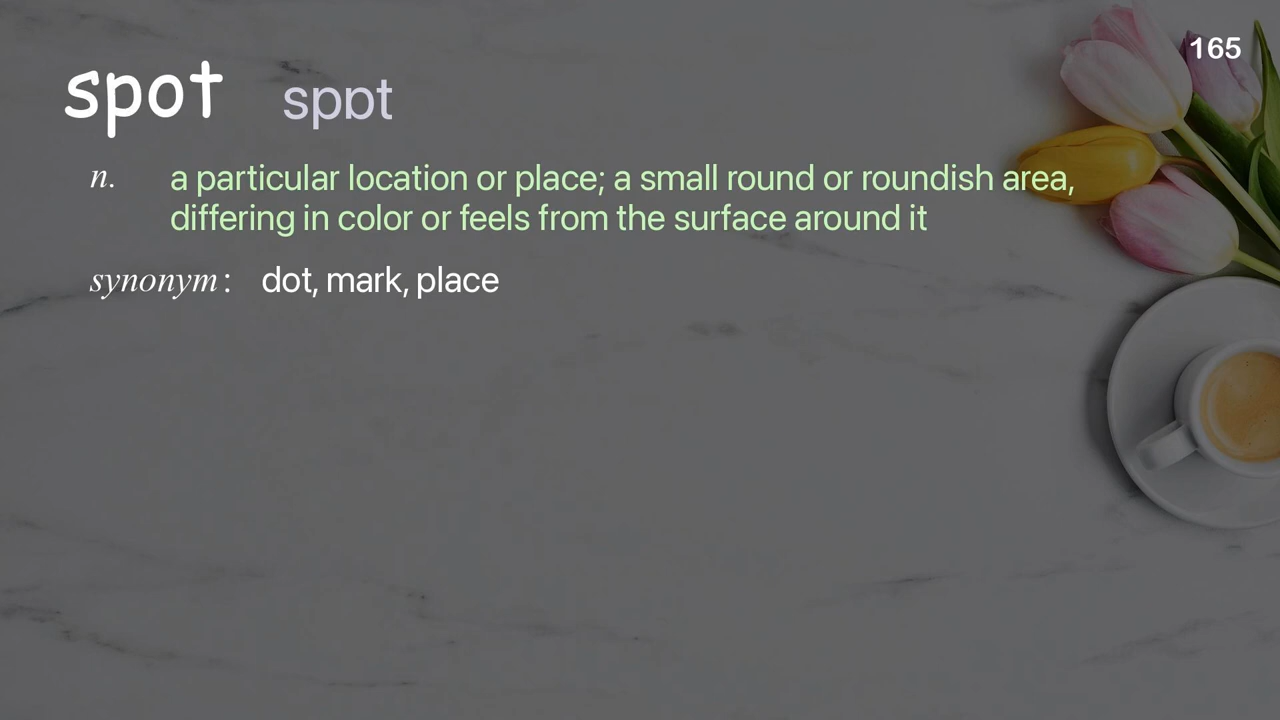 165
spot spɒt
n. a particular location or place; a small round or roundish area,
differing in color or feels from the surface around it
synonym: dot, mark, place